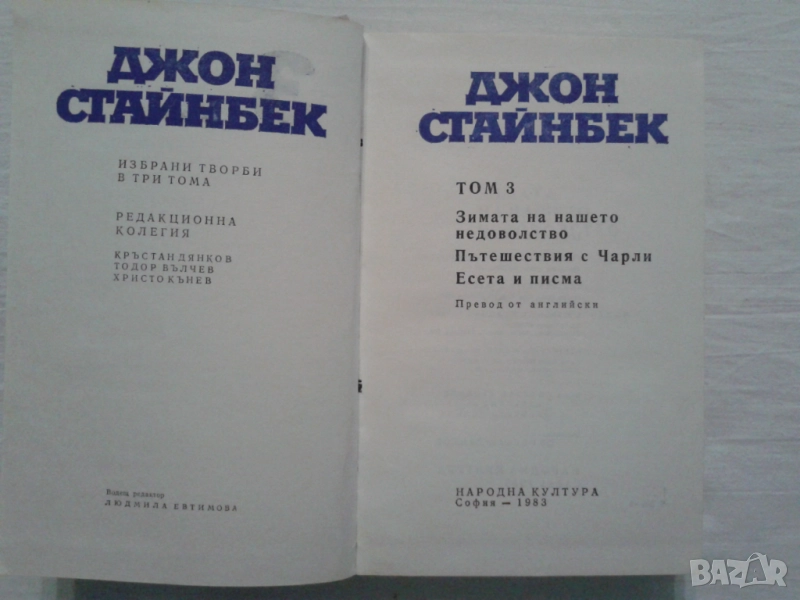 ДЖОН
СТАЙНБЕК
ИЗБРАНИ ТВОРБИ
В ТРИ ТОМА
РЕДАКЦИОННА
КОЛЕГИЯ
КРЪСТАН ДЯНКОВ
ТОДОР ВЪЛЧЕВ
ХРИСТО КЪНЕВ
Водещ редактор
ЛЮДМИЛА ЕВТИМОВА
ДЖОН
СТАЙНБЕК
ТОМ 3
Зимата на нашето
недоволство
Пътешествия с Чарли
Есета и писма
Превод от английски
НАРОДНА КУЛТУРА
София — 1983
BAZAR